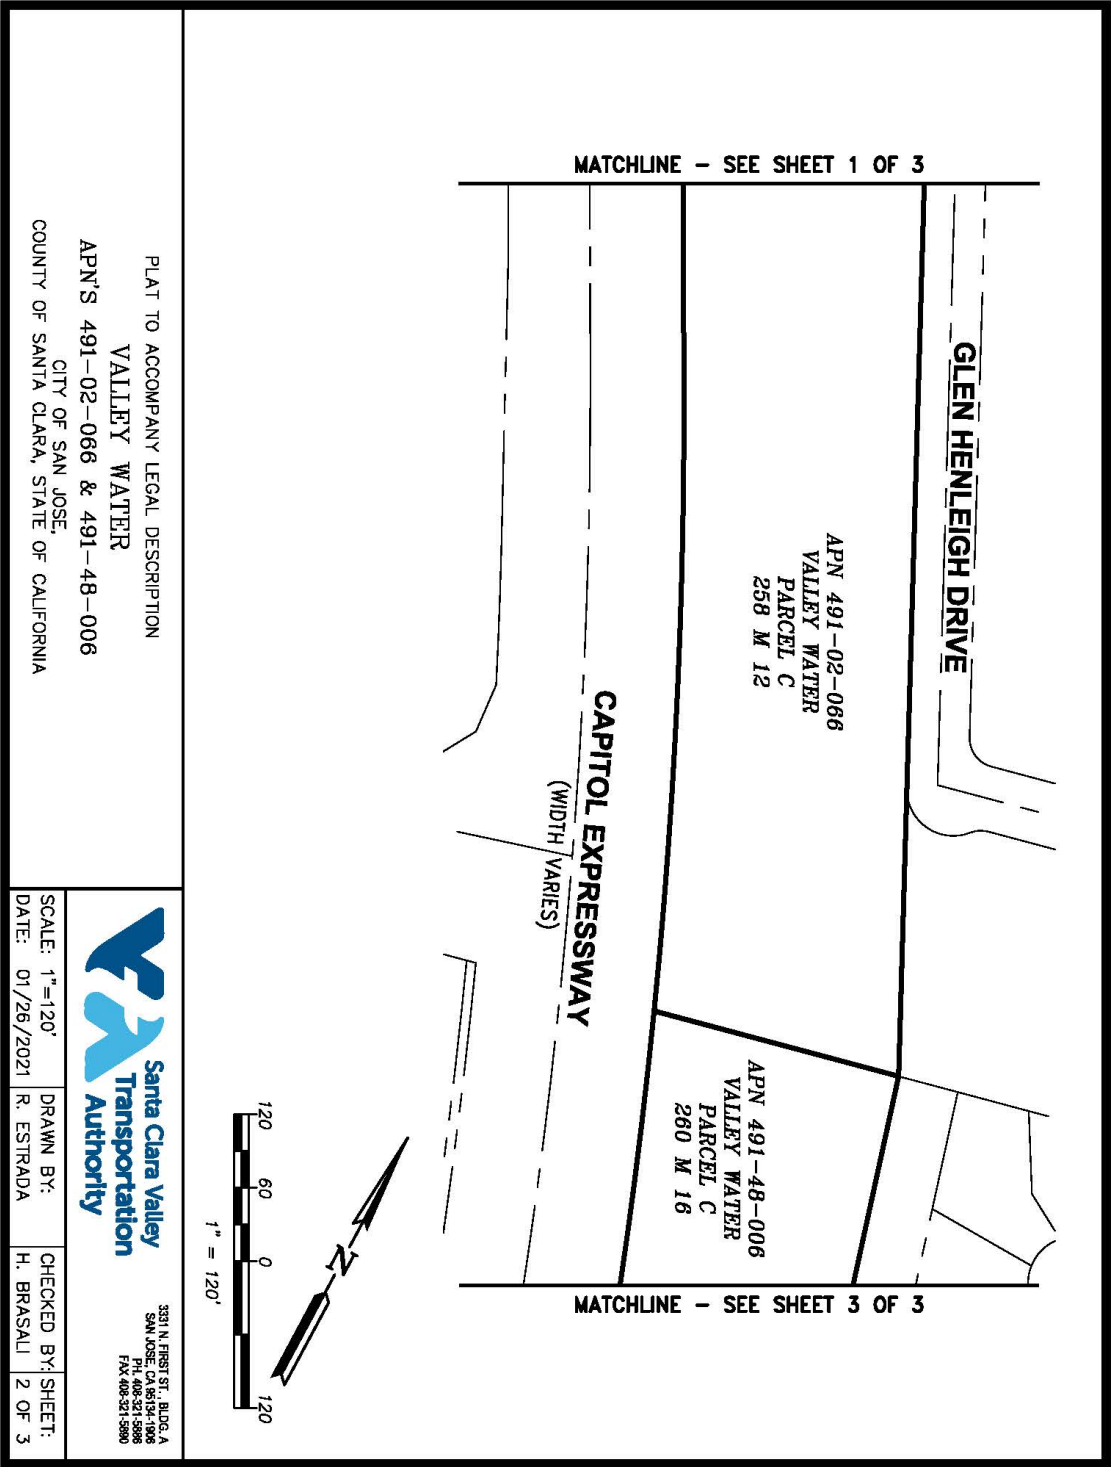 MATCHLINE – SEE SHEET 1 OF 3
GLEN HENLEIGH DRIVE
APN 491–02–066
VALLEY WATER
PARCEL C
258 M 12
CAPITOL EXPRESSWAY
(WIDTH VARIES)
APN 491–48–006
VALLEY WATER
PARCEL C
260 M 16
MATCHLINE – SEE SHEET 3 OF 3
N
120
60
0
120
1" = 120'
PLAT TO ACCOMPANY LEGAL DESCRIPTION
VALLEY WATER
APN'S 491–02–066 & 491–48–006
CITY OF SAN JOSE,
COUNTY OF SANTA CLARA, STATE OF CALIFORNIA
Santa Clara Valley
Transportation
Authority
3331 N. FIRST ST., BLDG. A
SAN JOSE, CA 95134-1906
PH. 408-321-5886
FAX 408-321-5890
SCALE: 1"=120'
DATE: 01/26/2021
DRAWN BY:
R. ESTRADA
CHECKED BY:
H. BRASALI
SHEET:
2 OF 3